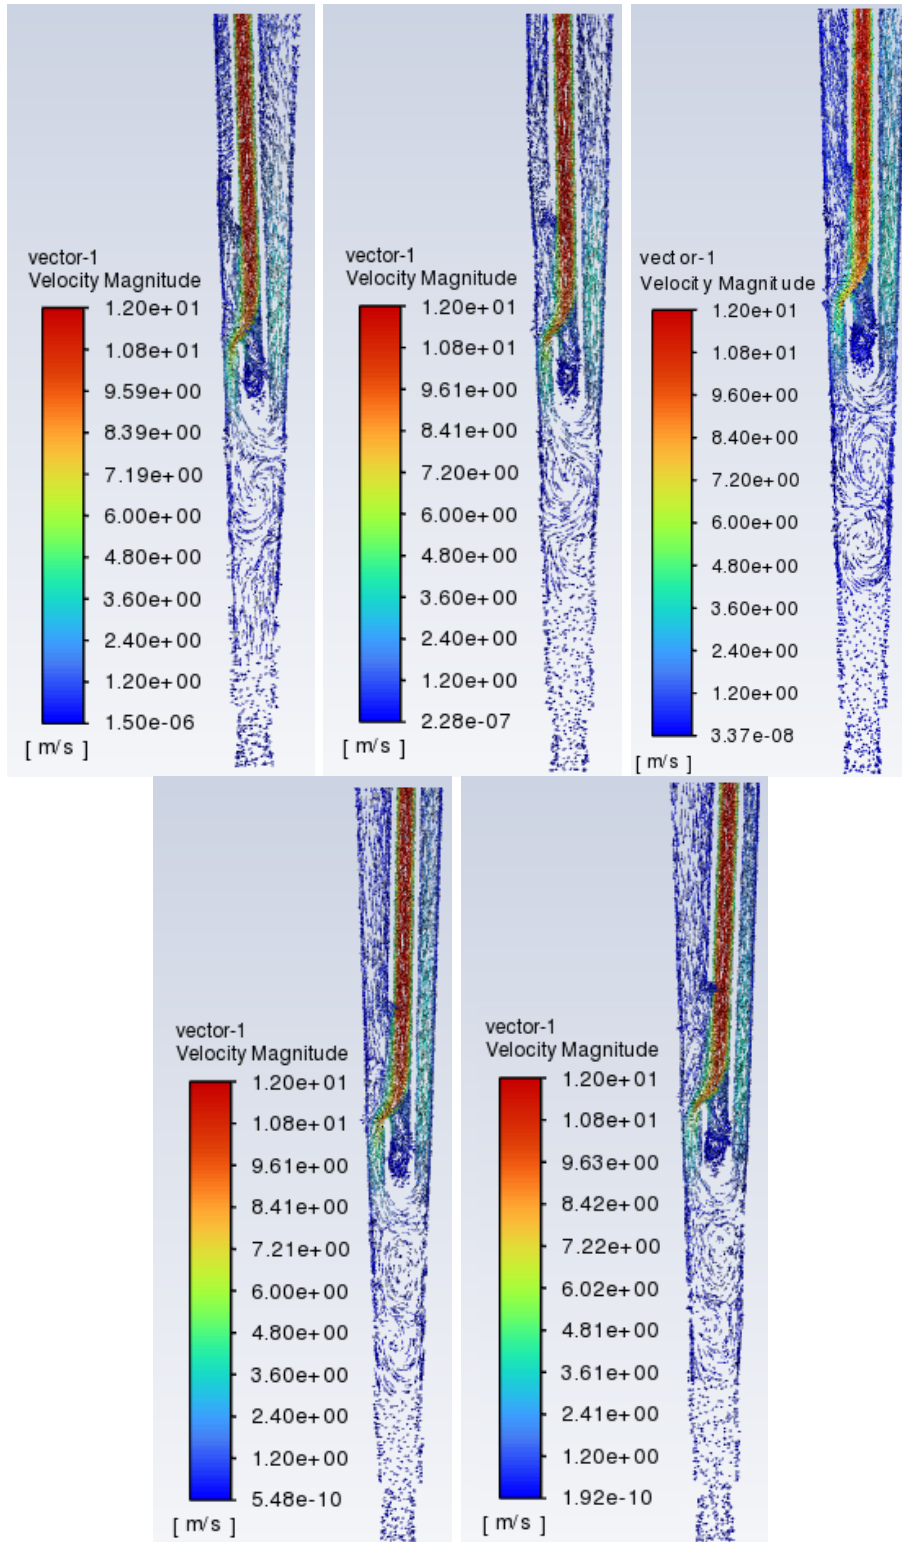 vector-1
Velocity Magnitude
1.20e+01
1.08e+01
9.59e+00
8.39e+00
7.19e+00
6.00e+00
4.80e+00
3.60e+00
2.40e+00
1.20e+00
1.50e-06
[ m/s ]
vector-1
Velocity Magnitude
1.20e+01
1.08e+01
9.61e+00
8.41e+00
7.20e+00
6.00e+00
4.80e+00
3.60e+00
2.40e+00
1.20e+00
2.28e-07
[ m/s ]
vector-1
Velocity Magnitude
1.20e+01
1.08e+01
9.60e+00
8.40e+00
7.20e+00
6.00e+00
4.80e+00
3.60e+00
2.40e+00
1.20e+00
3.37e-08
[ m/s ]
vector-1
Velocity Magnitude
1.20e+01
1.08e+01
9.61e+00
8.41e+00
7.21e+00
6.00e+00
4.80e+00
3.60e+00
2.40e+00
1.20e+00
5.48e-10
[ m/s ]
vector-1
Velocity Magnitude
1.20e+01
1.08e+01
9.63e+00
8.42e+00
7.22e+00
6.02e+00
4.81e+00
3.61e+00
2.41e+00
1.20e+00
1.92e-10
[ m/s ]